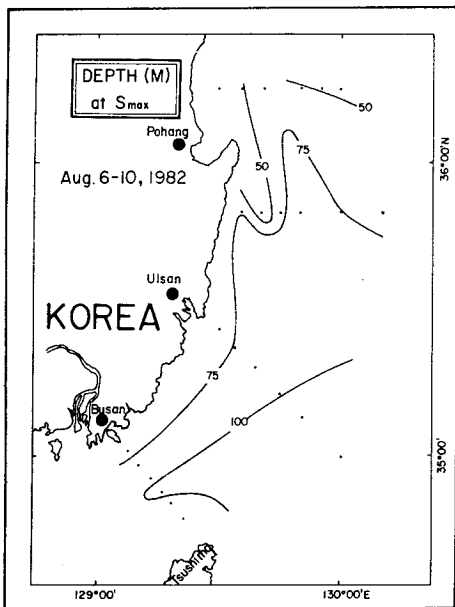 DEPTH (M)
at Smax
Pohang
Aug. 6-10, 1982
50
50
75
36°00'N
Ulsan
KOREA
75
Busan
100
35°00'
Tsushima
129°00'
130°00'E